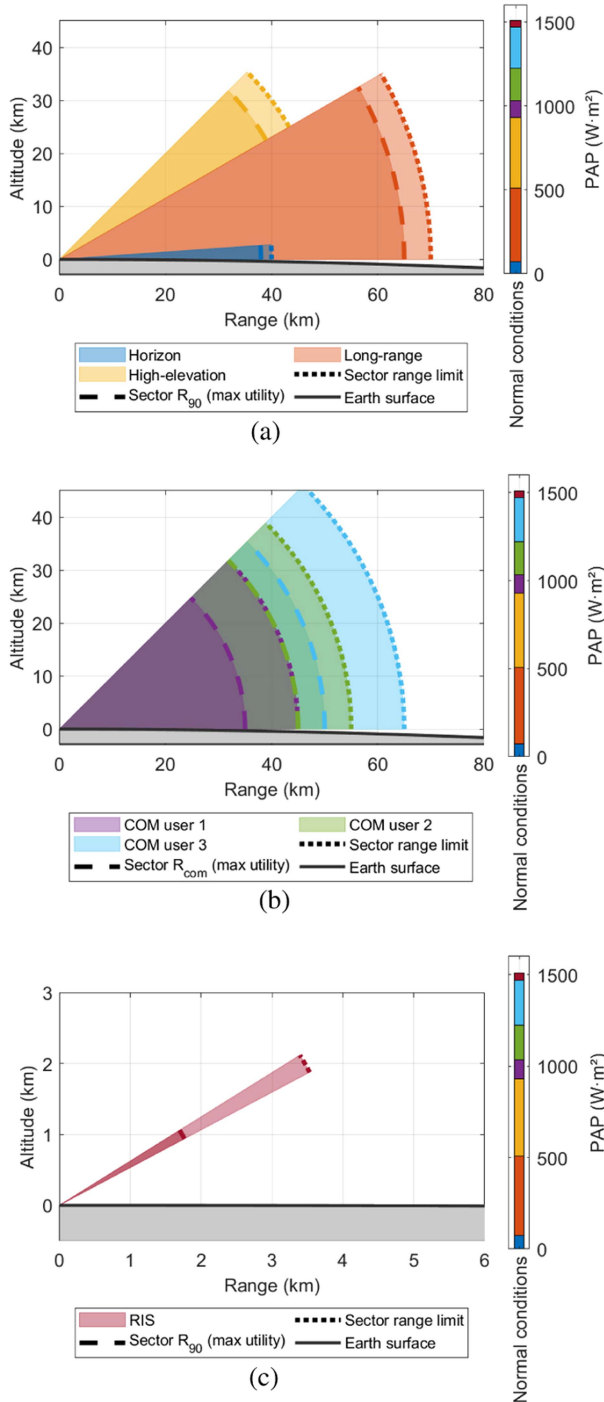 45
40
30
20
10
0
Altitude (km)
0
20
40
60
80
Range (km)
1500
1000
500
0
PAP (W·m²)
Normal conditions
Horizon
Long-range
High-elevation
Sector range limit
Sector R90 (max utility)
Earth surface
(a)
40
30
20
10
0
Altitude (km)
0
20
40
60
80
Range (km)
1500
1000
500
0
PAP (W·m²)
Normal conditions
COM user 1
COM user 2
COM user 3
Sector range limit
Sector Rcom (max utility)
Earth surface
(b)
3
2
1
0
Altitude (km)
0
1
2
3
4
5
6
Range (km)
1500
1000
500
0
PAP (W·m²)
Normal conditions
RIS
Sector range limit
Sector R90 (max utility)
Earth surface
(c)